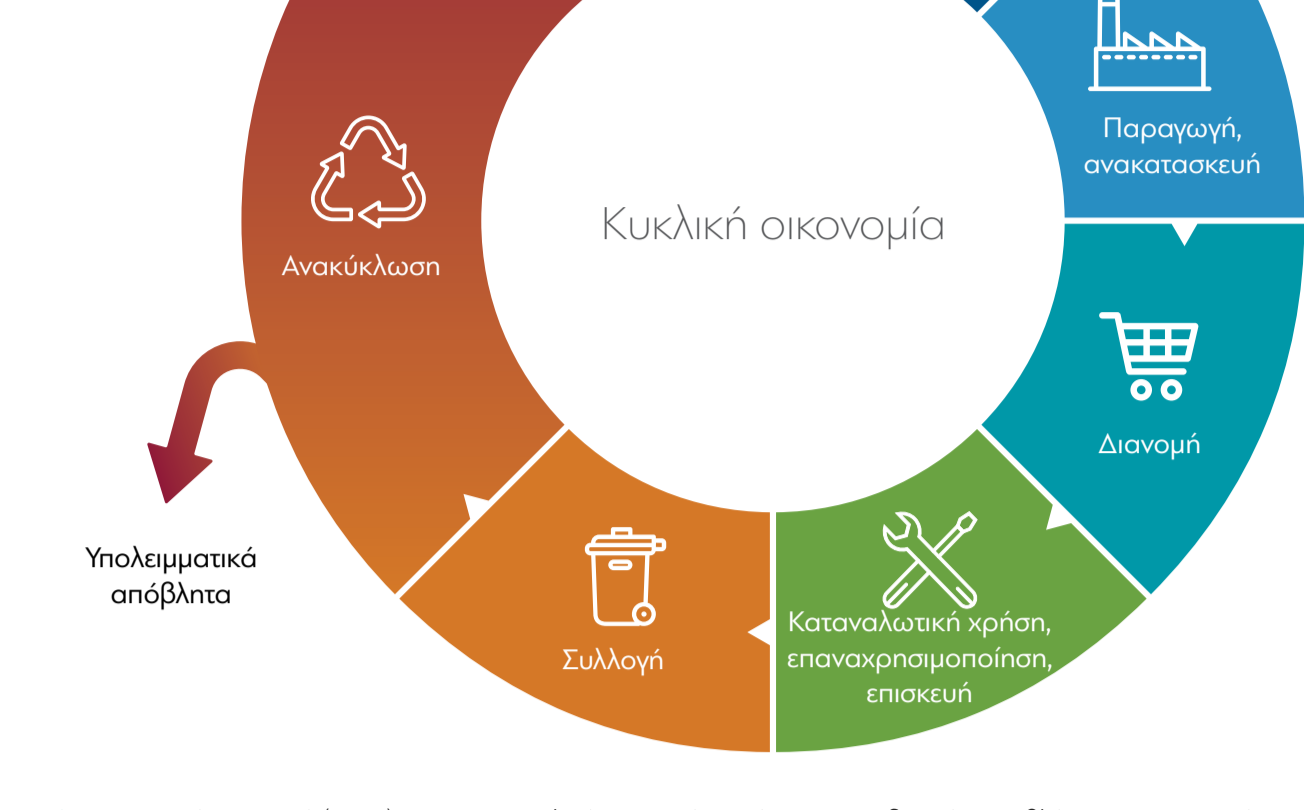 Παραγωγή,
ανακατασκευή
Κυκλική οικονομία
Ανακύκλωση
Διανομή
Υπολειμματικά
απόβλητα
Καταναλωτική χρήση,
επαναχρησιμοποίηση,
επισκευή
Συλλογή